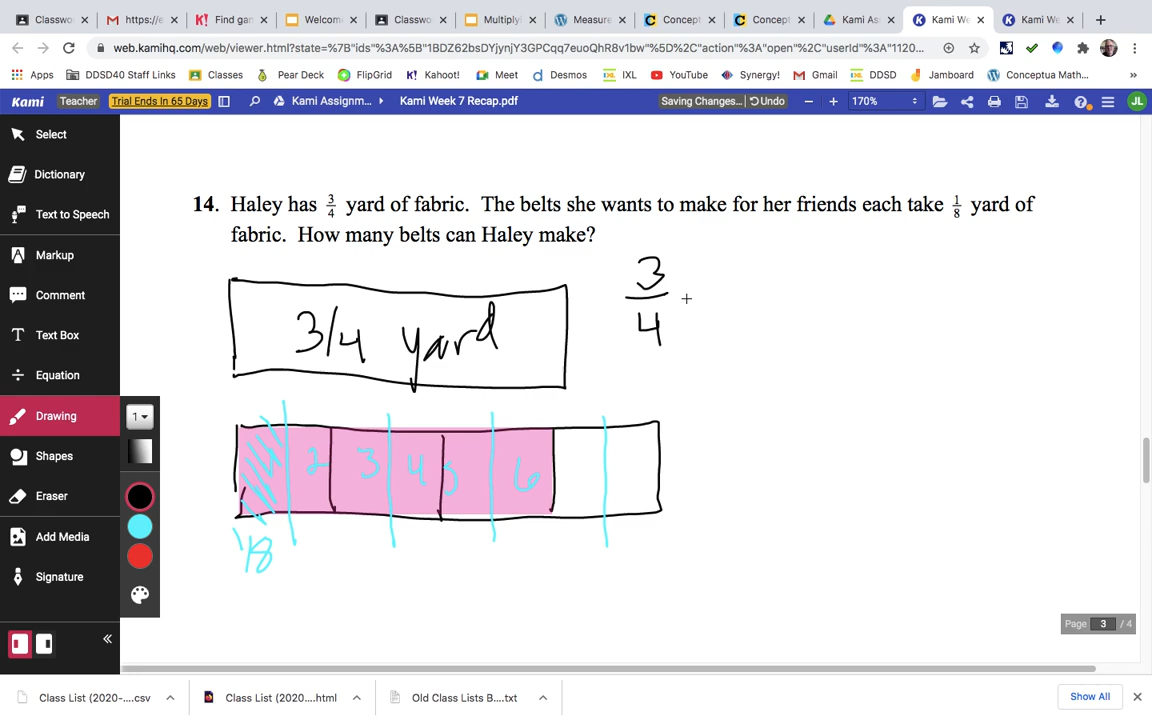 Classwo
https://e
Find gan
Welcom
Classwo
Multiply
Measure
Concept
Concept
Kami As
Kami We
Kami We
web.kamihq.com/web/viewer.html?state=%7B"ids"%3A%5B"1BDZ62bsDYjynjY3GPCqq7euoQhR8v1bw"%5D%2C"action"%3A"open"%2C"userId"%3A"1120...
Apps DDSD40 Staff Links Classes Pear Deck FlipGrid K! Kahoot! Meet Desmos IXL YouTube Synergy! Gmail DDSD Jamboard Conceptua Math... »
Kami Teacher Trial Ends In 65 Days Kami Assignm... Kami Week 7 Recap.pdf Saving Changes... Undo 170% JL
Select
Dictionary
Text to Speech
Markup
Comment
Text Box
Equation
Drawing
1
Shapes
Eraser
Add Media
Signature
14. Haley has 3/4 yard of fabric. The belts she wants to make for her friends each take 1/8 yard of
fabric. How many belts can Haley make?
3/4 yard
3/4
2 3 4 5 6
1/8
Page 3 / 4
Class List (2020-....csv Class List (2020....html Old Class Lists B....txt Show All